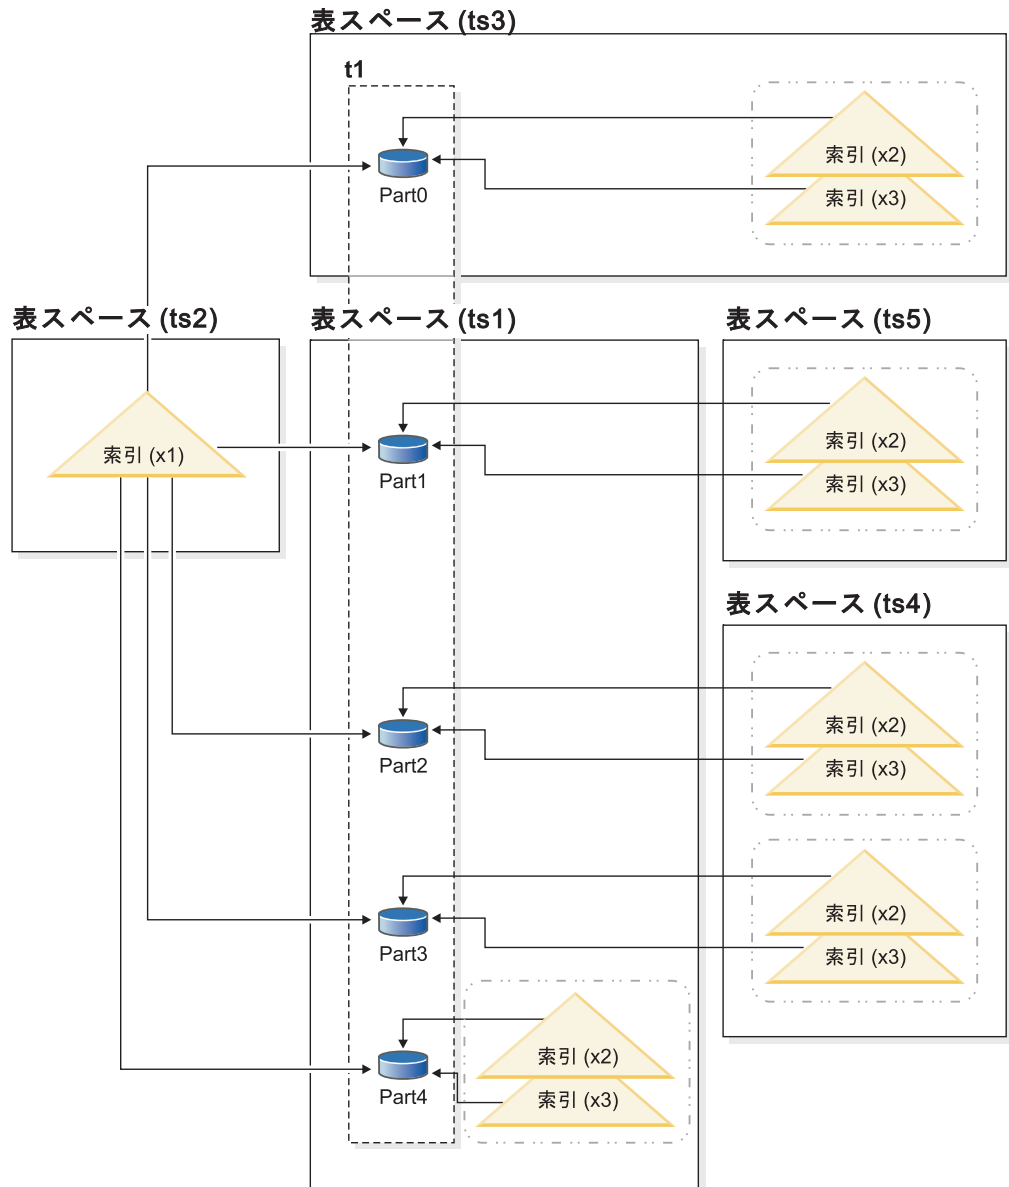 表スペース (ts3)
t1
索引 (x2)
Part0
索引 (x3)
表スペース (ts2)
表スペース (ts1)
表スペース (ts5)
索引 (x1)
索引 (x2)
Part1
索引 (x3)
表スペース (ts4)
索引 (x2)
Part2
索引 (x3)
索引 (x2)
Part3
索引 (x3)
索引 (x2)
Part4
索引 (x3)